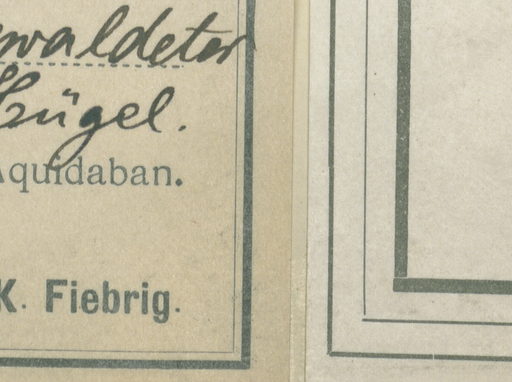 waldeter
Hügel.
Aquidaban.
K. Fiebrig.